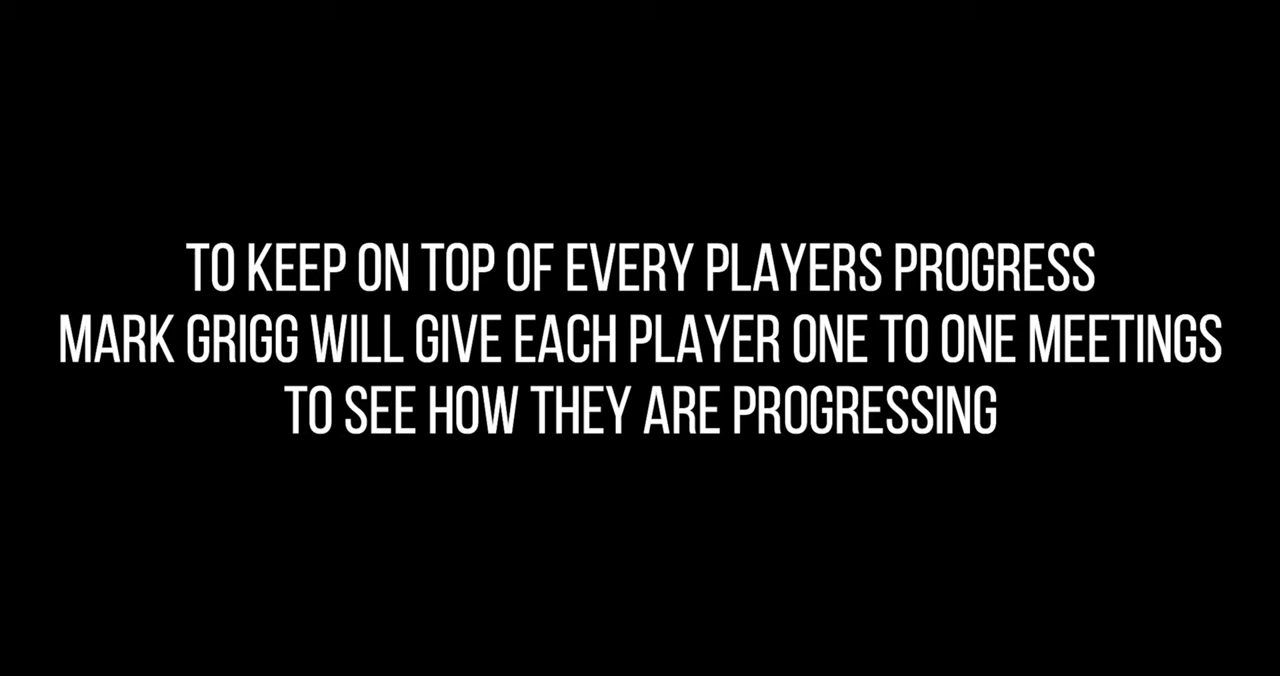 TO KEEP ON TOP OF EVERY PLAYERS PROGRESS
MARK GRIGG WILL GIVE EACH PLAYER ONE TO ONE MEETINGS
TO SEE HOW THEY ARE PROGRESSING